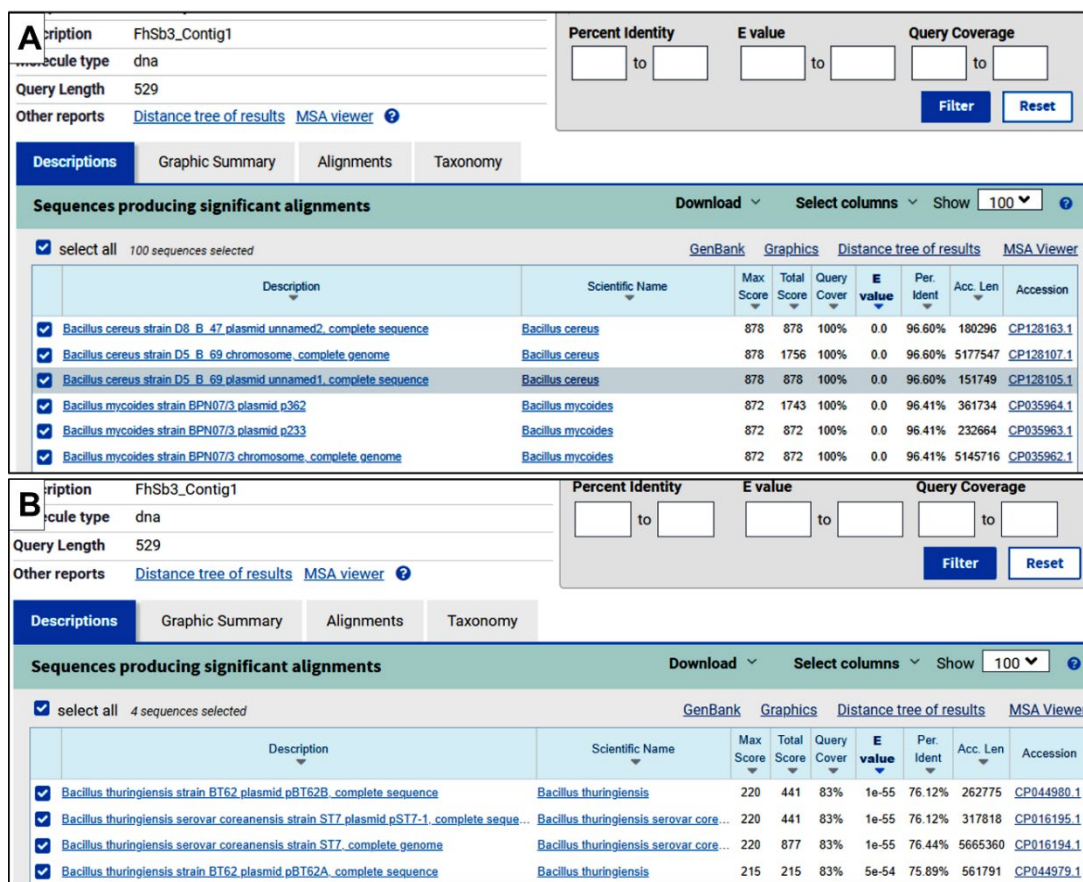 A
cription FhSb3_Contig1
Molecule type dna
Query Length 529
Other reports Distance tree of results MSA viewer ?
Percent Identity E value Query Coverage
to to to
Filter Reset
Descriptions Graphic Summary Alignments Taxonomy
Sequences producing significant alignments Download Select columns Show 100 ?
select all 100 sequences selected GenBank Graphics Distance tree of results MSA Viewer
Description Scientific Name Max Score Total Score Query Cover E value Per. Ident Acc. Len Accession
Bacillus cereus strain D8_B_47 plasmid unnamed2, complete sequence Bacillus cereus 878 878 100% 0.0 96.60% 180296 CP128163.1
Bacillus cereus strain D5_B_69 chromosome, complete genome Bacillus cereus 878 1756 100% 0.0 96.60% 5177547 CP128107.1
Bacillus cereus strain D5_B_69 plasmid unnamed1, complete sequence Bacillus cereus 878 878 100% 0.0 96.60% 151749 CP128105.1
Bacillus mycoides strain BPN07/3 plasmid p362 Bacillus mycoides 872 1743 100% 0.0 96.41% 361734 CP035964.1
Bacillus mycoides strain BPN07/3 plasmid p233 Bacillus mycoides 872 872 100% 0.0 96.41% 232664 CP035963.1
Bacillus mycoides strain BPN07/3 chromosome, complete genome Bacillus mycoides 872 872 100% 0.0 96.41% 5145716 CP035962.1
B
cription FhSb3_Contig1
ecule type dna
Query Length 529
Other reports Distance tree of results MSA viewer ?
Percent Identity E value Query Coverage
to to to
Filter Reset
Descriptions Graphic Summary Alignments Taxonomy
Sequences producing significant alignments Download Select columns Show 100 ?
select all 4 sequences selected GenBank Graphics Distance tree of results MSA Viewer
Description Scientific Name Max Score Total Score Query Cover E value Per. Ident Acc. Len Accession
Bacillus thuringiensis strain BT62 plasmid pBT62B, complete sequence Bacillus thuringiensis 220 441 83% 1e-55 76.12% 262775 CP044980.1
Bacillus thuringiensis serovar coreanensis strain ST7 plasmid pST7-1, complete seque... Bacillus thuringiensis serovar core... 220 441 83% 1e-55 76.12% 317818 CP016195.1
Bacillus thuringiensis serovar coreanensis strain ST7, complete genome Bacillus thuringiensis serovar core... 220 877 83% 1e-55 76.44% 5665360 CP016194.1
Bacillus thuringiensis strain BT62 plasmid pBT62A, complete sequence Bacillus thuringiensis 215 215 83% 5e-54 75.89% 561791 CP044979.1